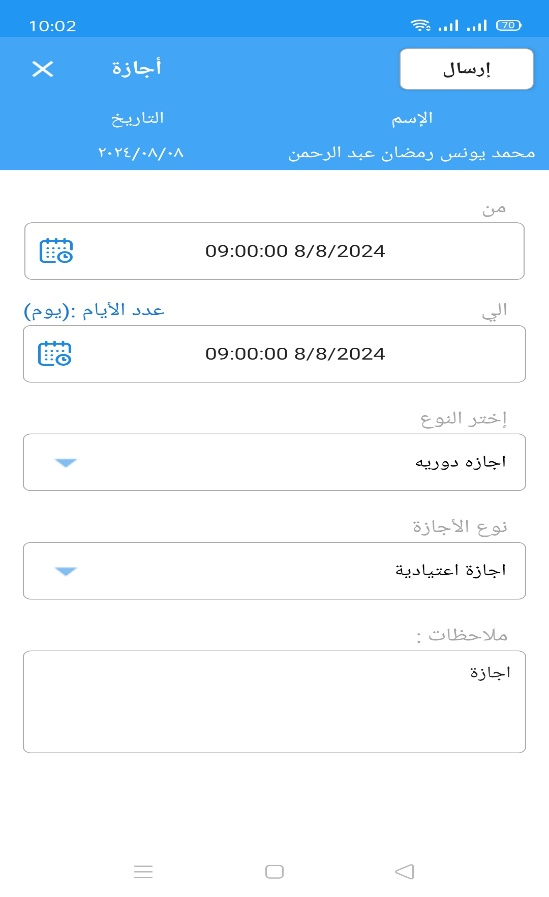 10:02
70
إرسال أجازة
الإسم التاريخ
محمد يونس رمضان عبد الرحمن ٢٠٢٤/٠٨/٠٨
من
09:00:00 8/8/2024
الي عدد الأيام :(يوم)
09:00:00 8/8/2024
إختر النوع
اجازه دوريه
نوع الأجازة
اجازة اعتيادية
ملاحظات :
اجازة